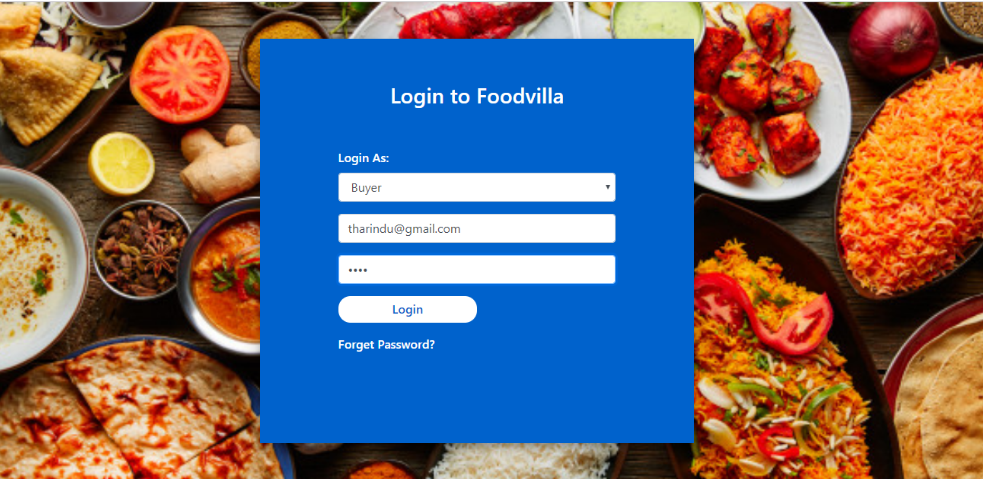 Login to Foodvilla
Login As:
Buyer
tharindu@gmail.com
••••
Login
Forget Password?